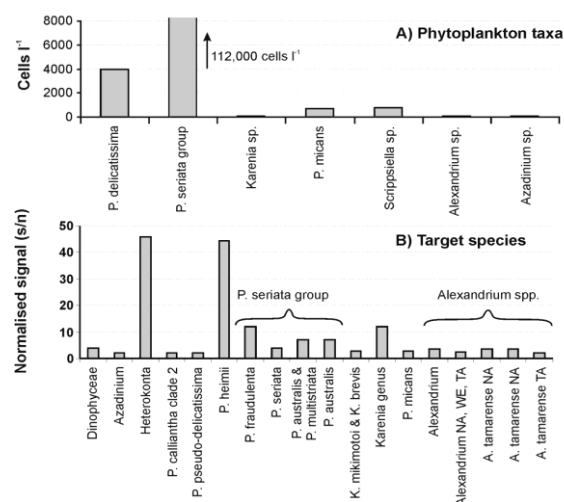 A) Phytoplankton taxa
Cells l⁻¹
8000
6000
4000
2000
0
112,000 cells l⁻¹
P. delicatissima
P. seriata group
Karenia sp.
P. micans
Scrippsiella sp.
Alexandrium sp.
Azadinium sp.
B) Target species
Normalised signal (s/n)
50
40
30
20
10
0
P. seriata group
Alexandrium spp.
Dinophyceae
Azadinium
Heterokonta
P. calliantha clade 2
P. pseudo-delicatissima
P. heimii
P. fraudulenta
P. seriata
P. australis &
P. multistriata
P. australis
K. mikimotoi & K. brevis
Karenia genus
P. micans
Alexandrium
Alexandrium NA, WE, TA
A. tamarense NA
A. tamarense NA
A. tamarense TA